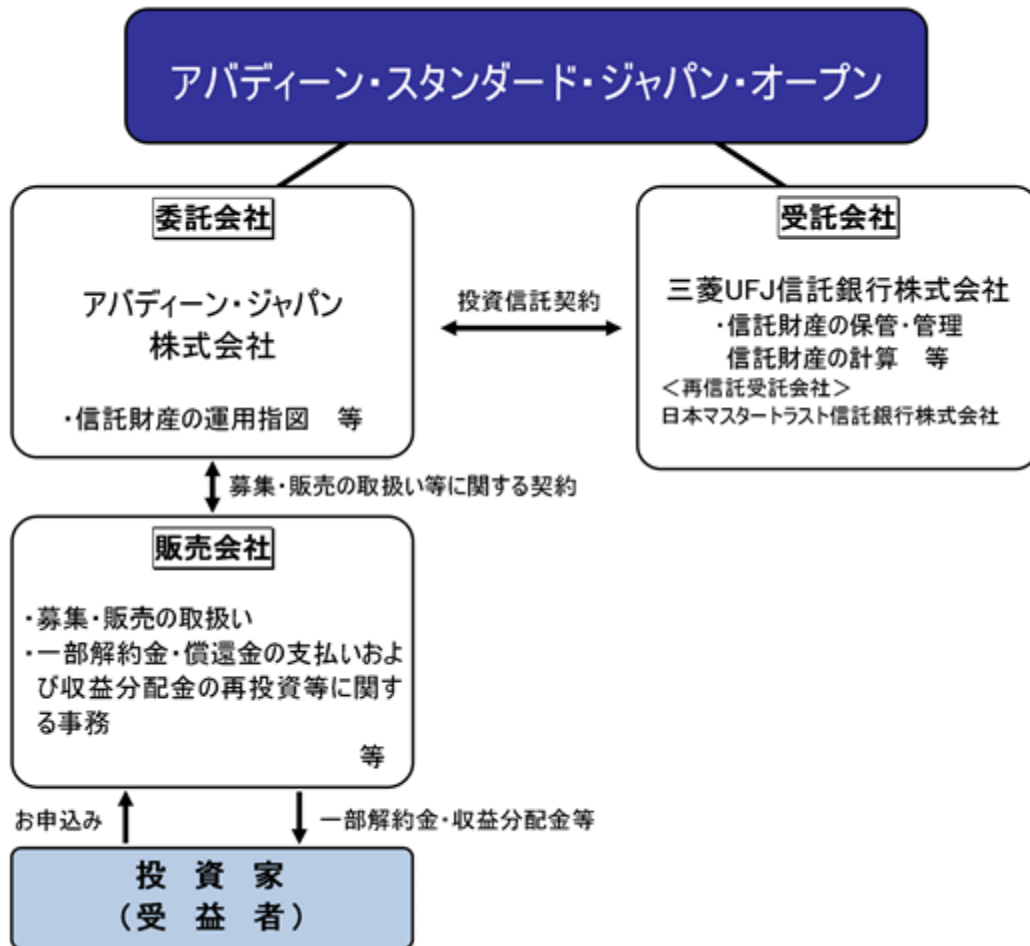 アバディーン・スタンダード・ジャパン・オープン
委託会社
アバディーン・ジャパン
株式会社
・信託財産の運用指図　等
投資信託契約
受託会社
三菱UFJ信託銀行株式会社
・信託財産の保管・管理
信託財産の計算　等
＜再信託受託会社＞
日本マスタートラスト信託銀行株式会社
募集・販売の取扱い等に関する契約
販売会社
・募集・販売の取扱い
・一部解約金・償還金の支払いおよ
び収益分配金の再投資等に関す
る事務
等
お申込み
一部解約金・収益分配金等
投　資　家
（受　益　者）